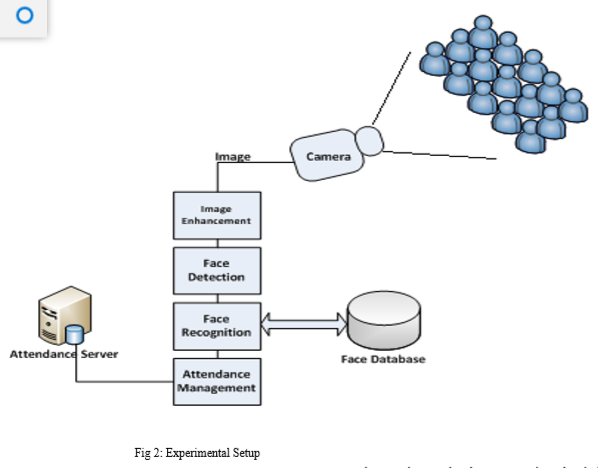 Image
Camera
Image
Enhancement
Face
Detection
Face
Recognition
Attendance Server
Face Database
Attendance
Management
Fig 2: Experimental Setup